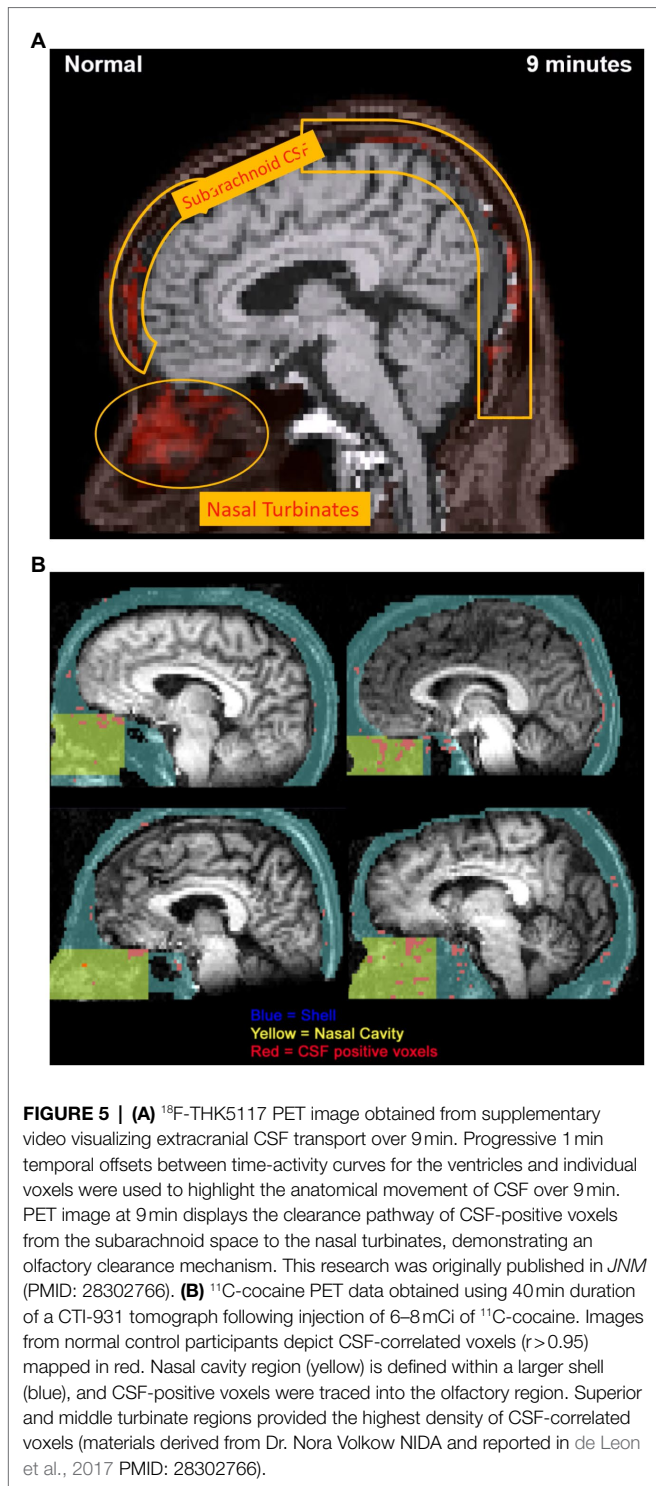 A
Normal
9 minutes
Subarachnoid CSF
Nasal Turbinates
B
Blue = Shell
Yellow = Nasal Cavity
Red = CSF positive voxels
FIGURE 5 | (A) ¹⁸F-THK5117 PET image obtained from supplementary
video visualizing extracranial CSF transport over 9 min. Progressive 1 min
temporal offsets between time-activity curves for the ventricles and individual
voxels were used to highlight the anatomical movement of CSF over 9 min.
PET image at 9 min displays the clearance pathway of CSF-positive voxels
from the subarachnoid space to the nasal turbinates, demonstrating an
olfactory clearance mechanism. This research was originally published in JNM
(PMID: 28302766). (B) ¹¹C-cocaine PET data obtained using 40 min duration
of a CTI-931 tomograph following injection of 6–8 mCi of ¹¹C-cocaine. Images
from normal control participants depict CSF-correlated voxels (r > 0.95)
mapped in red. Nasal cavity region (yellow) is defined within a larger shell
(blue), and CSF-positive voxels were traced into the olfactory region. Superior
and middle turbinate regions provided the highest density of CSF-correlated
voxels (materials derived from Dr. Nora Volkow NIDA and reported in de Leon
et al., 2017 PMID: 28302766).